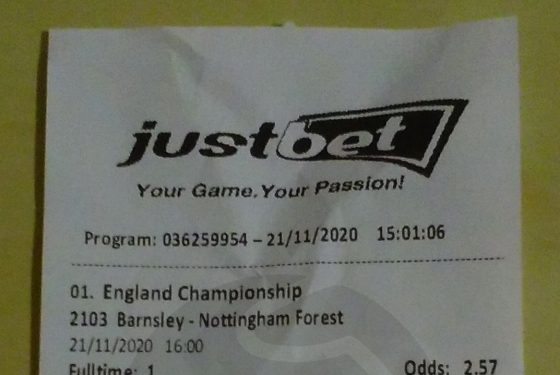 justbet
Your Game. Your Passion!
Program: 036259954 – 21/11/2020 15:01:06
01. England Championship
2103 Barnsley - Nottingham Forest
21/11/2020 16:00
Fulltime: 1 Odds: 2.57